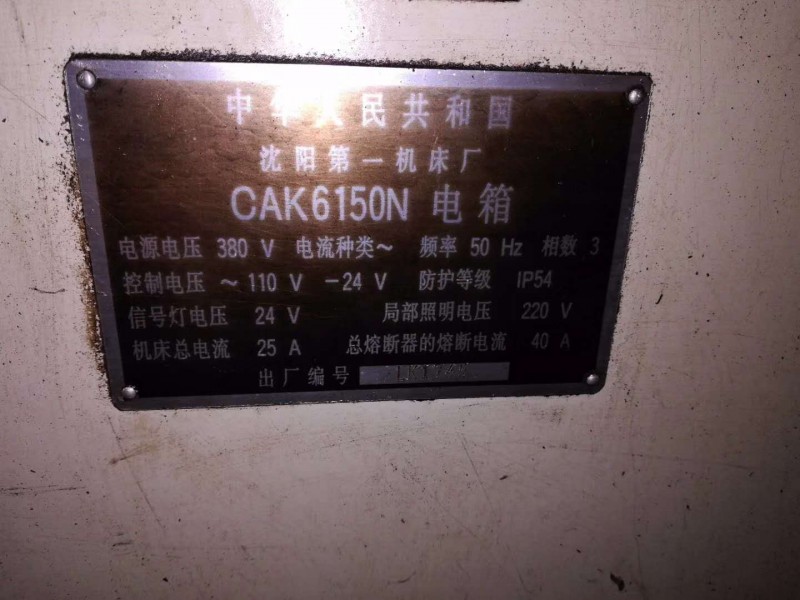 中华人民共和国
沈阳第一机床厂
CAK6150N 电箱
电源电压 380 V 电流种类～ 频率 50 Hz 相数 3
控制电压 ～110 V －24 V 防护等级 IP54
信号灯电压 24 V 局部照明电压 220 V
机床总电流 25 A 总熔断器的熔断电流 40 A
出厂编号